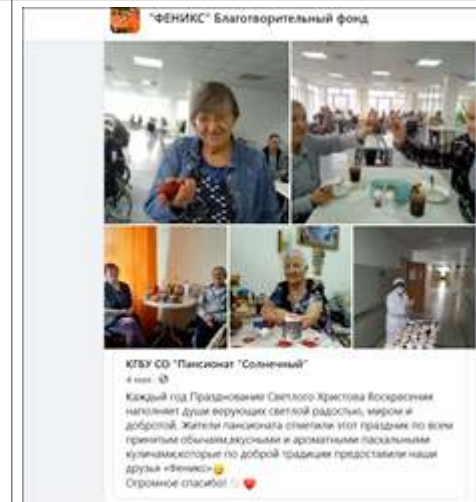 "ФЕНИКС" Благотворительный фонд
КГБУ СО "Пансионат "Солнечный"
4 мая ·
Каждый год Празднование Светлого Христова Воскресения
наполняет души верующих светлой радостью, миром и
добротой. Жители пансионата отметили этот праздник по всем
принятым обычаям,вкусными и ароматными пасхальными
куличами,которые по доброй традиции предоставили наши
друзья «Феникс»😀
Огромное спасибо!🌷❤️